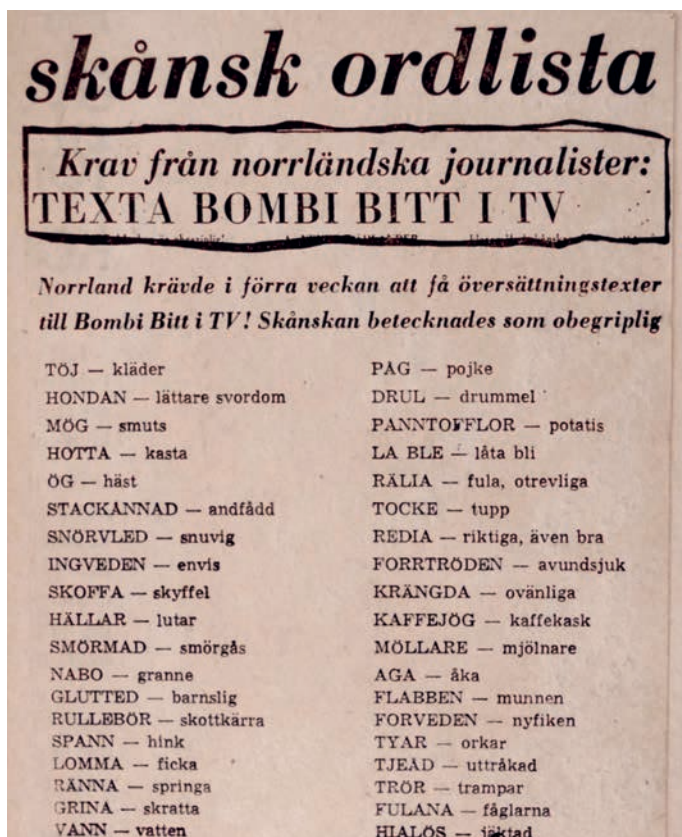 skånsk ordlista
Krav från norrländska journalister:
TEXTA BOMBI BITT I TV
Norrland krävde i förra veckan att få översättningstexter
till Bombi Bitt i TV! Skånskan betecknades som obegriplig
TÖJ — kläder
HONDAN — lättare svordom
MÖG — smuts
HOTTA — kasta
ÖG — häst
STACKANNAD — andfådd
SNÖRVLED — snuvig
INGVEDEN — envis
SKOFFA — skyffel
HÄLLAR — lutar
SMÖRMAD — smörgås
NABO — granne
GLUTTED — barnslig
RULLEBÖR — skottkärra
SPANN — hink
LOMMA — ficka
RÄNNA — springa
GRINA — skratta
VANN — vatten
PÅG — pojke
DRUL — drummel
PANNTOFFLOR — potatis
LA BLE — låta bli
RÄLIA — fula, otrevliga
TOCKE — tupp
REDIA — riktiga, även bra
FORRTRÖDEN — avundsjuk
KRÄNGDA — ovänliga
KAFFEJÖG — kaffekask
MÖLLARE — mjölnare
AGA — åka
FLABBEN — munnen
FORVEDEN — nyfiken
TYAR — orkar
TJEAD — uttråkad
TRÖR — trampar
FULANA — fåglarna
HIALÖS — jäktad